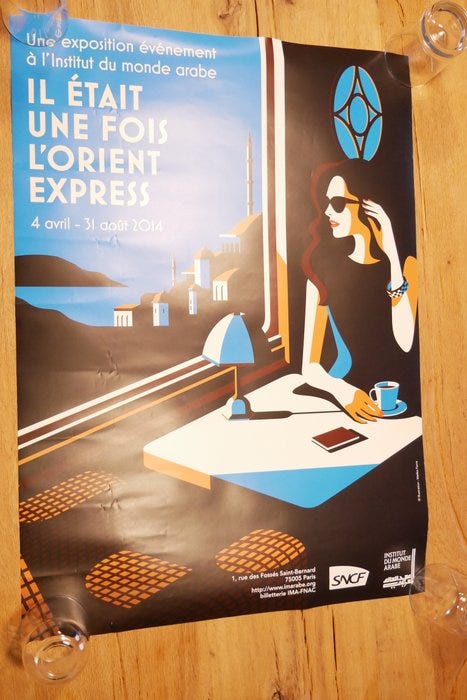 Une exposition événement
à l'Institut du monde arabe
IL ÉTAIT
UNE FOIS
L'ORIENT
EXPRESS
4 avril - 31 août 2014
1, rue des Fossés Saint-Bernard
75005 Paris
http://www.imarabe.org
billetterie IMA-FNAC
SNCF
INSTITUT
DU MONDE
ARABE